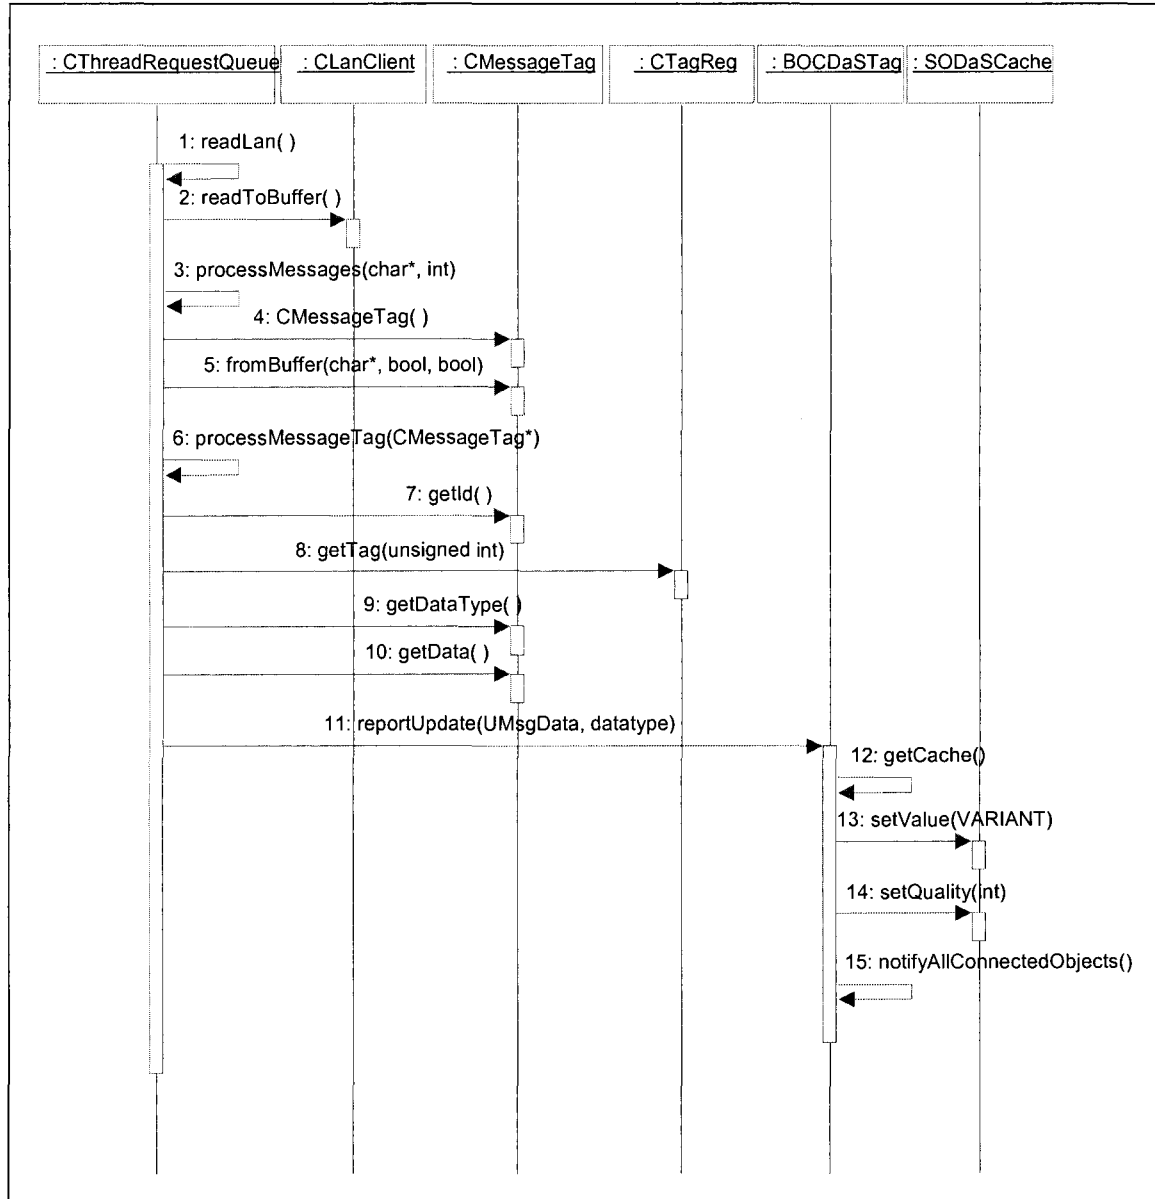 : CThreadRequestQueue : CLanClient : CMessageTag : CTagReg : BOCDaSTag : SODaSCache
1: readLan( )
2: readToBuffer( )
3: processMessages(char*, int)
4: CMessageTag( )
5: fromBuffer(char*, bool, bool)
6: processMessageTag(CMessageTag*)
7: getId( )
8: getTag(unsigned int)
9: getDataType( )
10: getData( )
11: reportUpdate(UMsgData, datatype)
12: getCache()
13: setValue(VARIANT)
14: setQuality(int)
15: notifyAllConnectedObjects()